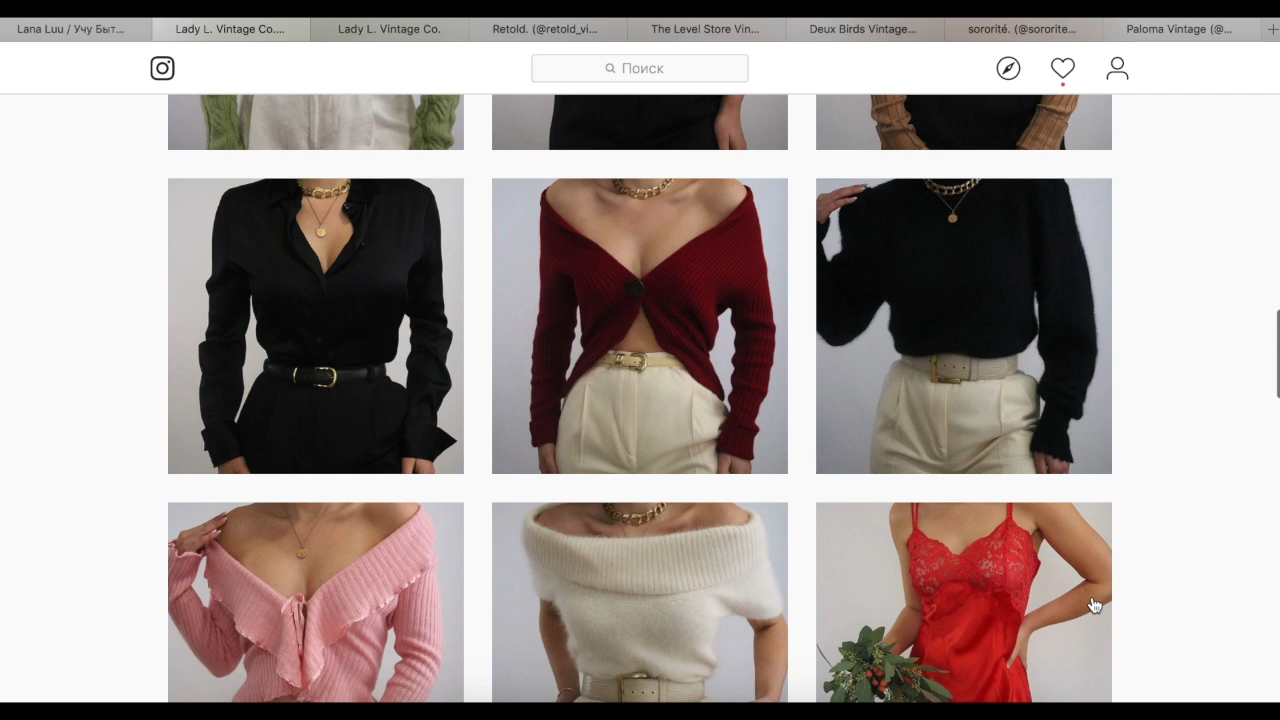 Lana Luu / Учу Быт...
Lady L. Vintage Co....
Lady L. Vintage Co.
Retold. (@retold_vi...
The Level Store Vin...
Deux Birds Vintage...
sororité. (@sororite...
Paloma Vintage (@...
Поиск